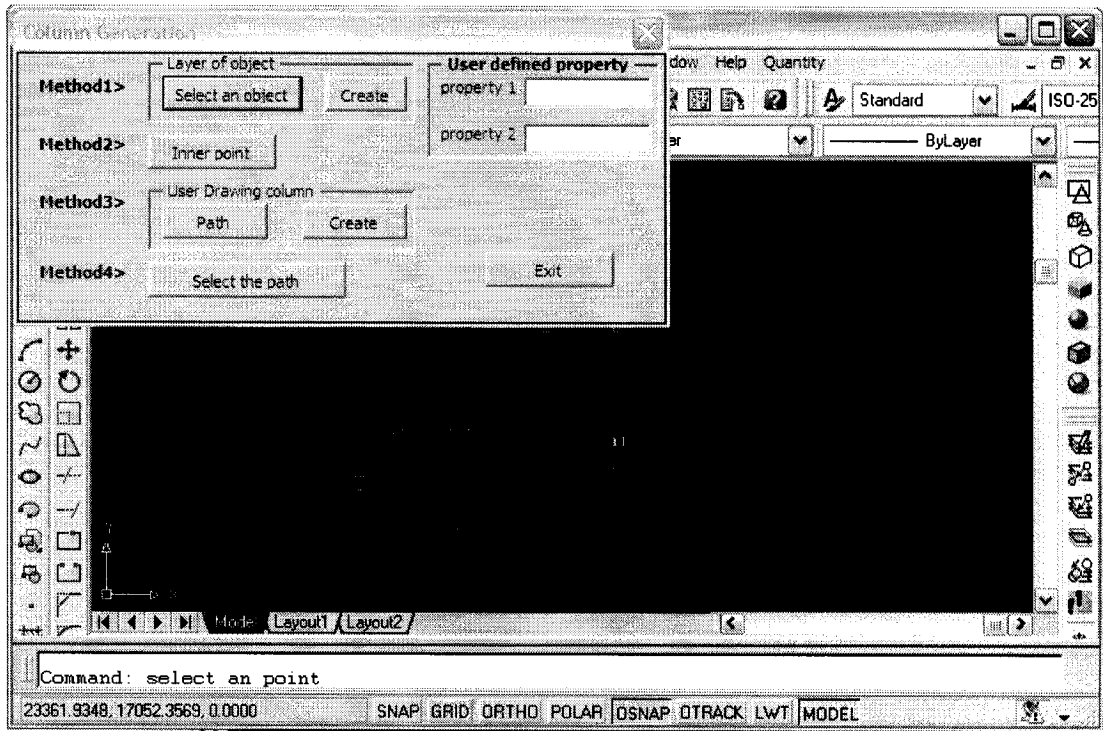 Column Generation
Layer of object
User defined property
dow Help Quantity
Method1>
Select an object
Create
property 1
Standard
ISO-25
property 2
Method2>
Inner point
er
ByLayer
User Drawing column
Method3>
Path
Create
Method4>
Select the path
Exit
Model
Layout1
Layout2
Command: select an point
23361.9348, 17052.3569, 0.0000
SNAP GRID ORTHO POLAR OSNAP OTRACK LWT MODEL